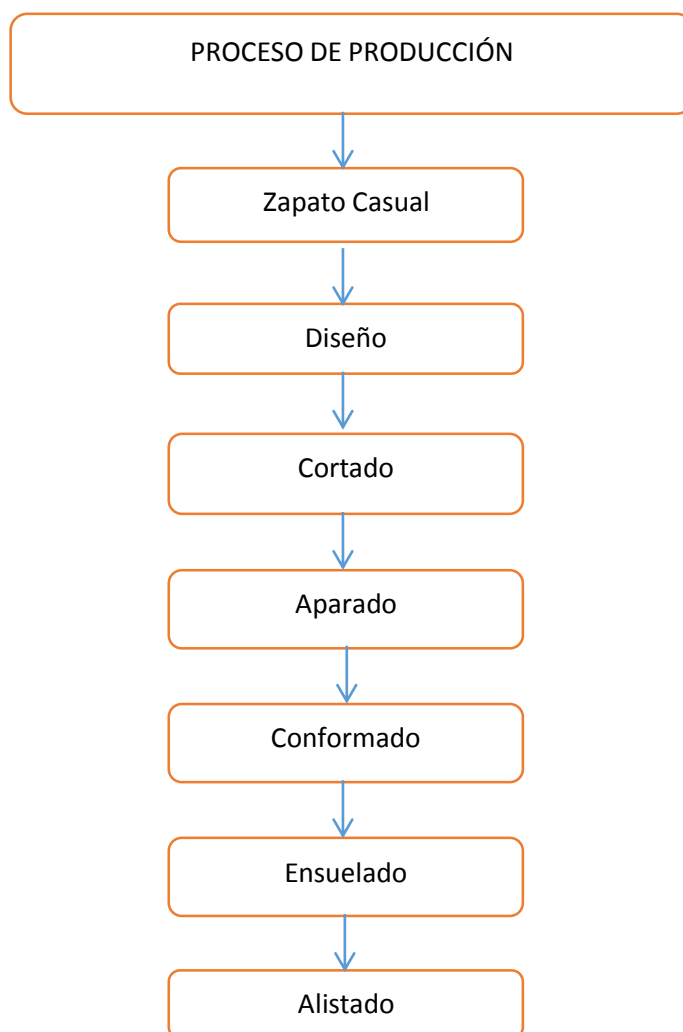 PROCESO DE PRODUCCIÓN
Zapato Casual
Diseño
Cortado
Aparado
Conformado
Ensuelado
Alistado